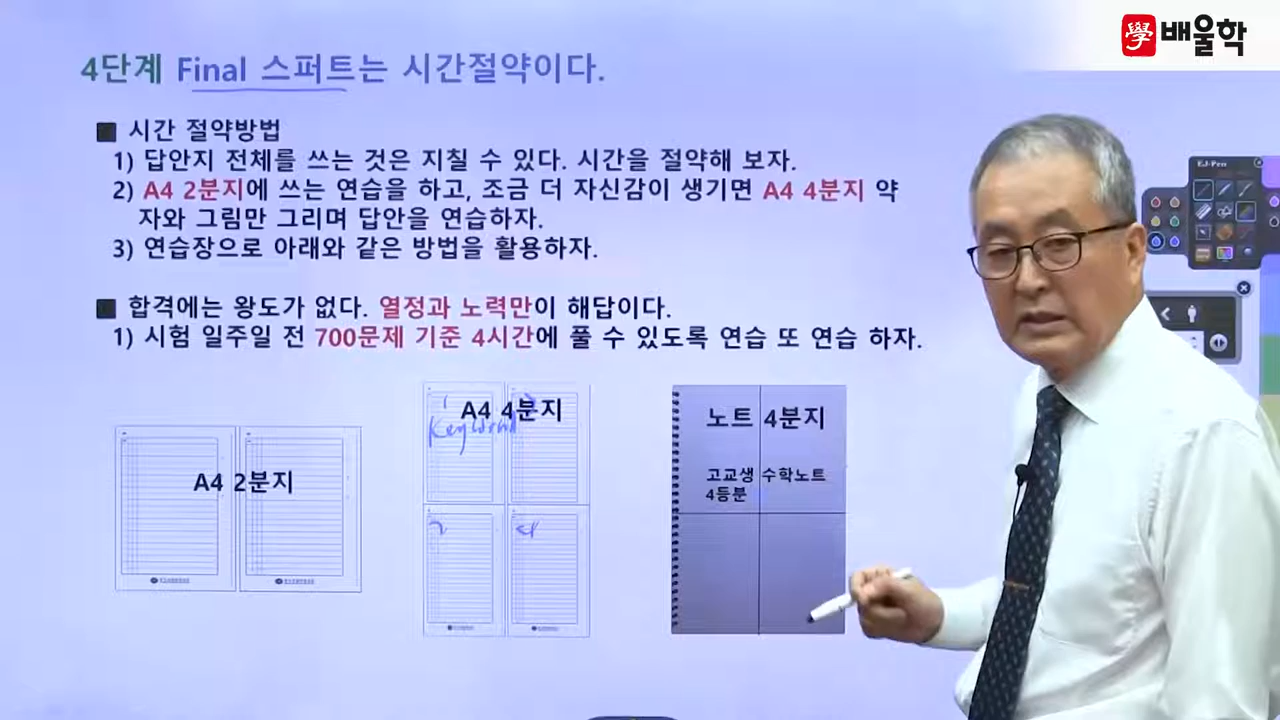 學 배울학
4단계 Final 스퍼트는 시간절약이다.
■ 시간 절약방법
1) 답안지 전체를 쓰는 것은 지칠 수 있다. 시간을 절약해 보자.
2) A4 2분지에 쓰는 연습을 하고, 조금 더 자신감이 생기면 A4 4분지 약
자와 그림만 그리며 답안을 연습하자.
3) 연습장으로 아래와 같은 방법을 활용하자.
■ 합격에는 왕도가 없다. 열정과 노력만이 해답이다.
1) 시험 일주일 전 700문제 기준 4시간에 풀 수 있도록 연습 또 연습 하자.
A4 2분지
A4 4분지
Keyword
노트 4분지
고교생 수학노트
4등분
EJ-Pen